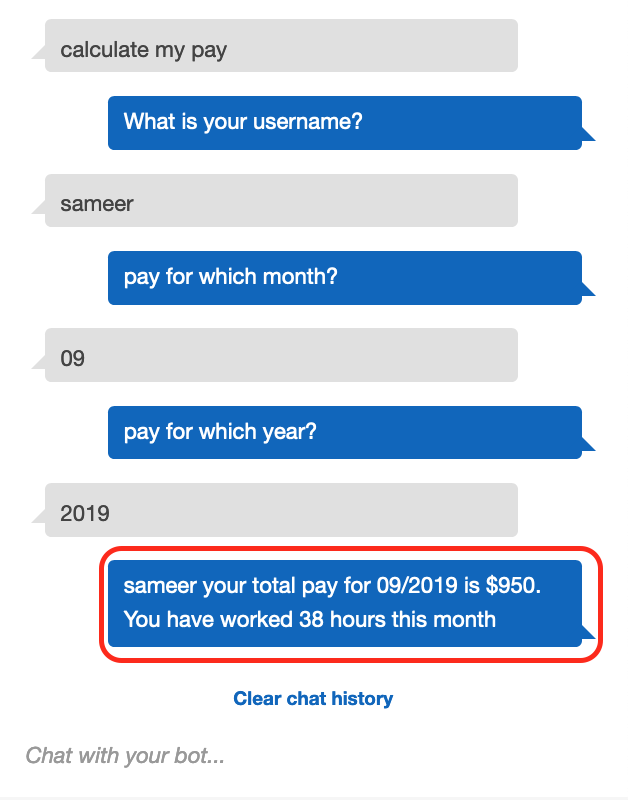 calculate my pay
What is your username?
sameer
pay for which month?
09
pay for which year?
2019
sameer your total pay for 09/2019 is $950.
You have worked 38 hours this month
Clear chat history
Chat with your bot...